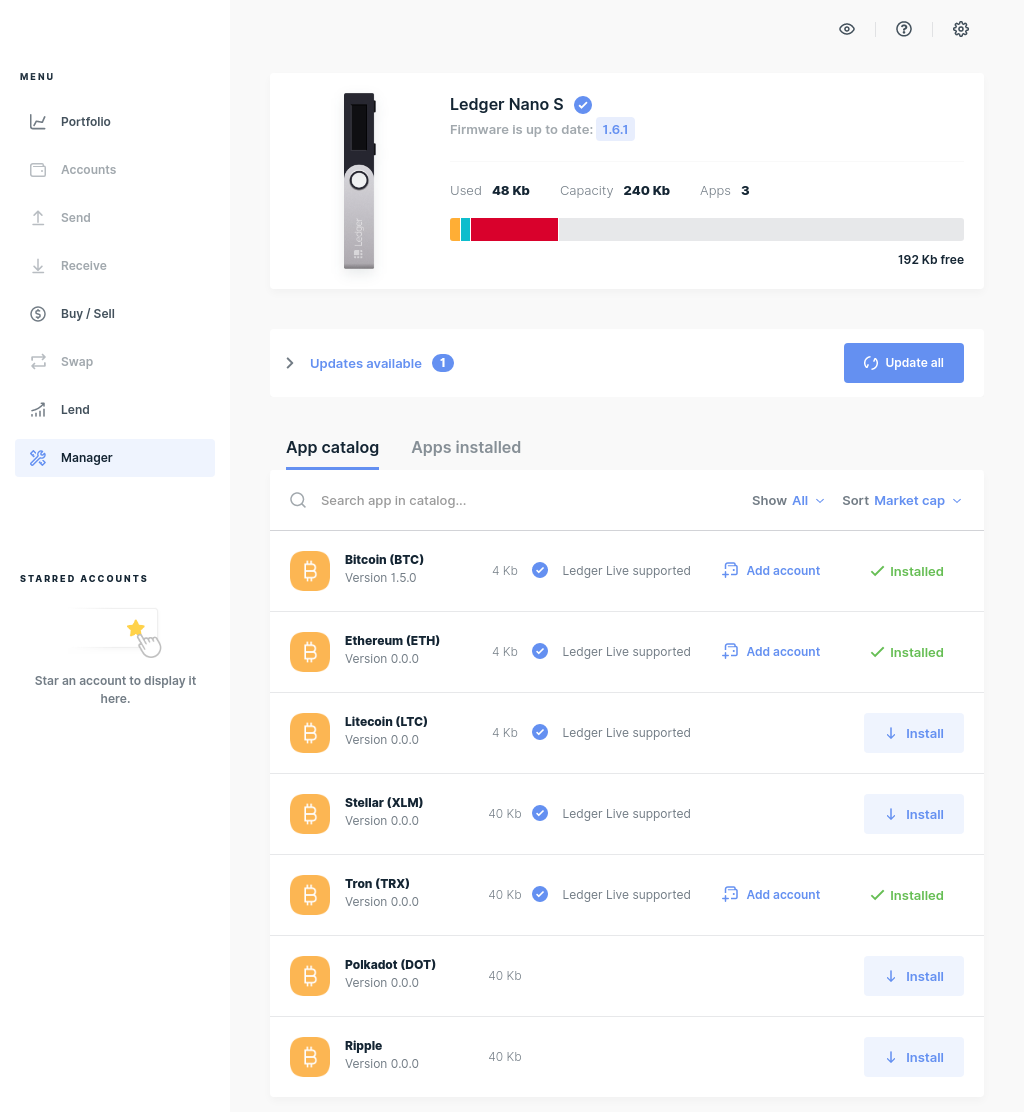 MENU
Portfolio
Accounts
Send
Receive
Buy / Sell
Swap
Lend
Manager
STARRED ACCOUNTS
Star an account to display it
here.
Ledger
Ledger Nano S
Firmware is up to date: 1.6.1
Used 48 Kb Capacity 240 Kb Apps 3
192 Kb free
Updates available 1 Update all
App catalog Apps installed
Search app in catalog... Show All Sort Market cap
Bitcoin (BTC)
Version 1.5.0
4 Kb Ledger Live supported Add account Installed
Ethereum (ETH)
Version 0.0.0
4 Kb Ledger Live supported Add account Installed
Litecoin (LTC)
Version 0.0.0
4 Kb Ledger Live supported Install
Stellar (XLM)
Version 0.0.0
40 Kb Ledger Live supported Install
Tron (TRX)
Version 0.0.0
40 Kb Ledger Live supported Add account Installed
Polkadot (DOT)
Version 0.0.0
40 Kb Install
Ripple
Version 0.0.0
40 Kb Install